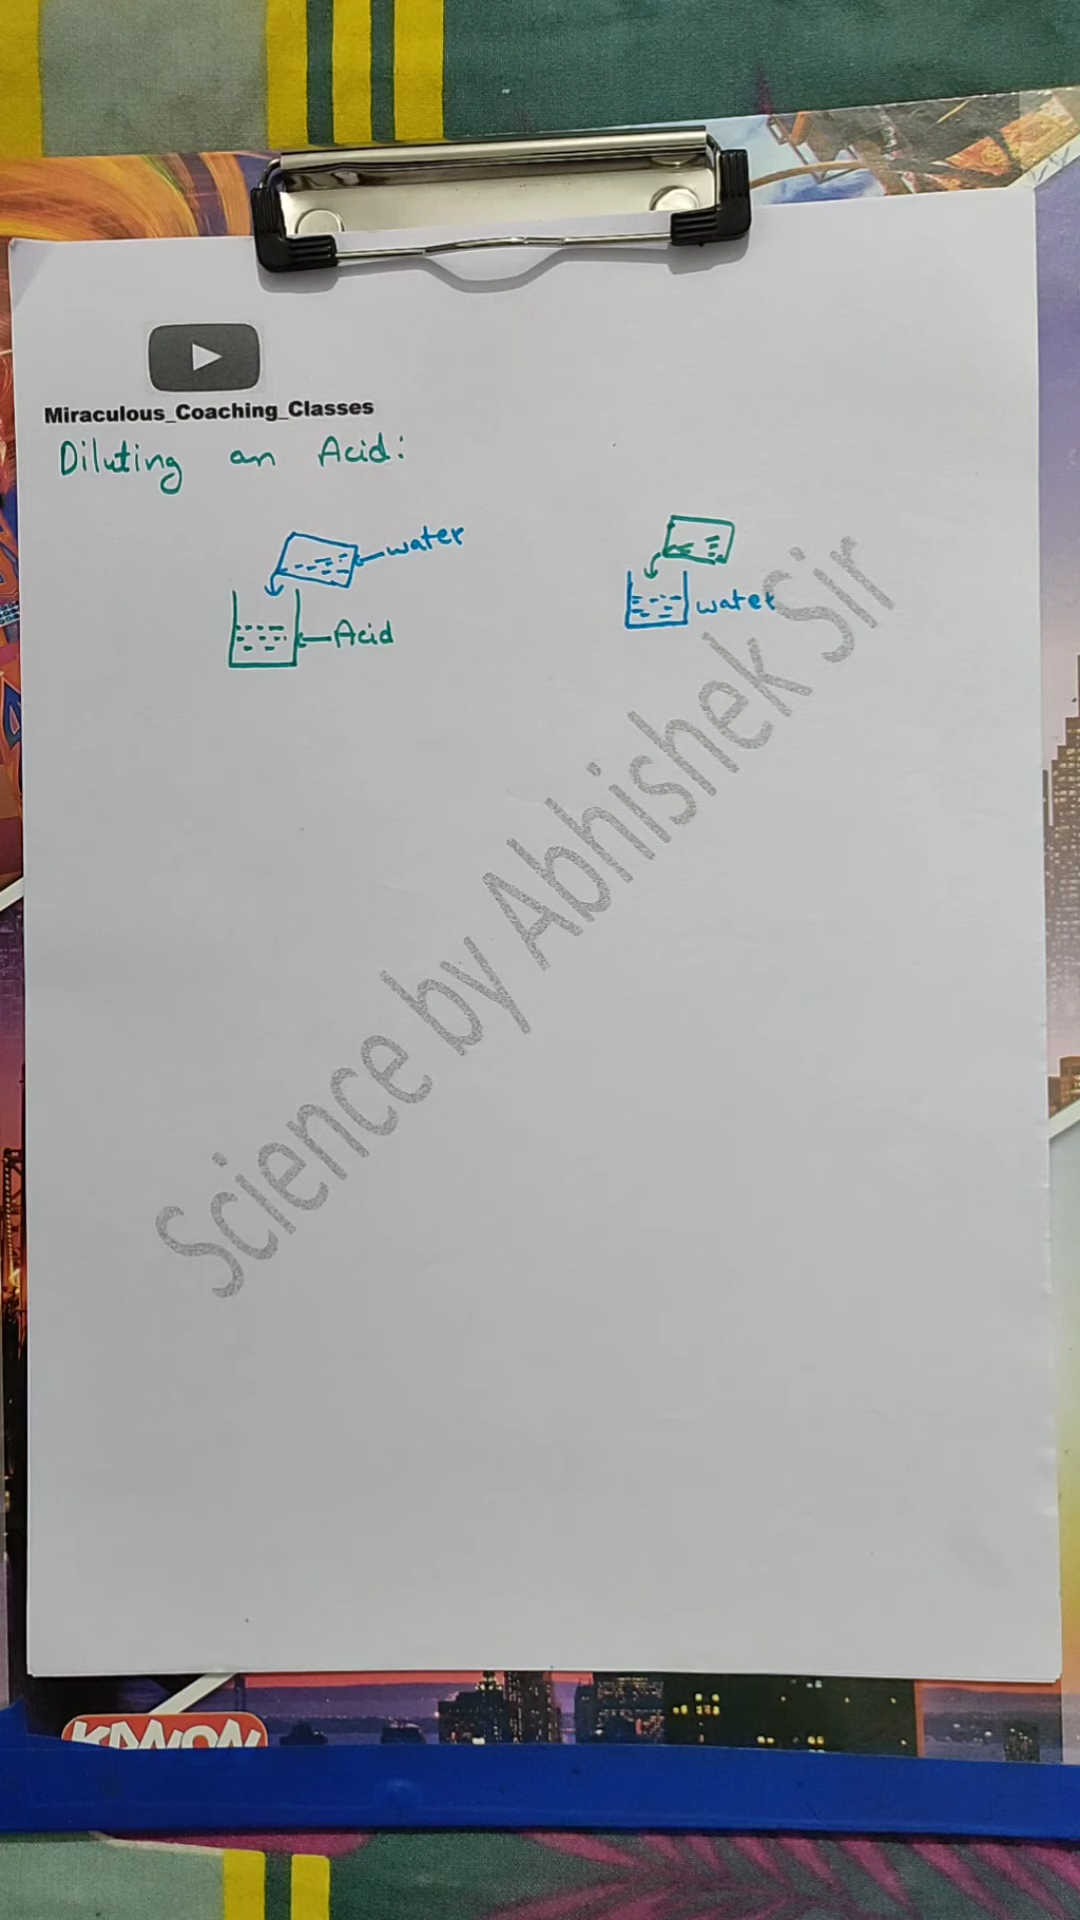 Miraculous_Coaching_Classes
Diluting an Acid:
water
Acid
water
Science by Abhishek Sir